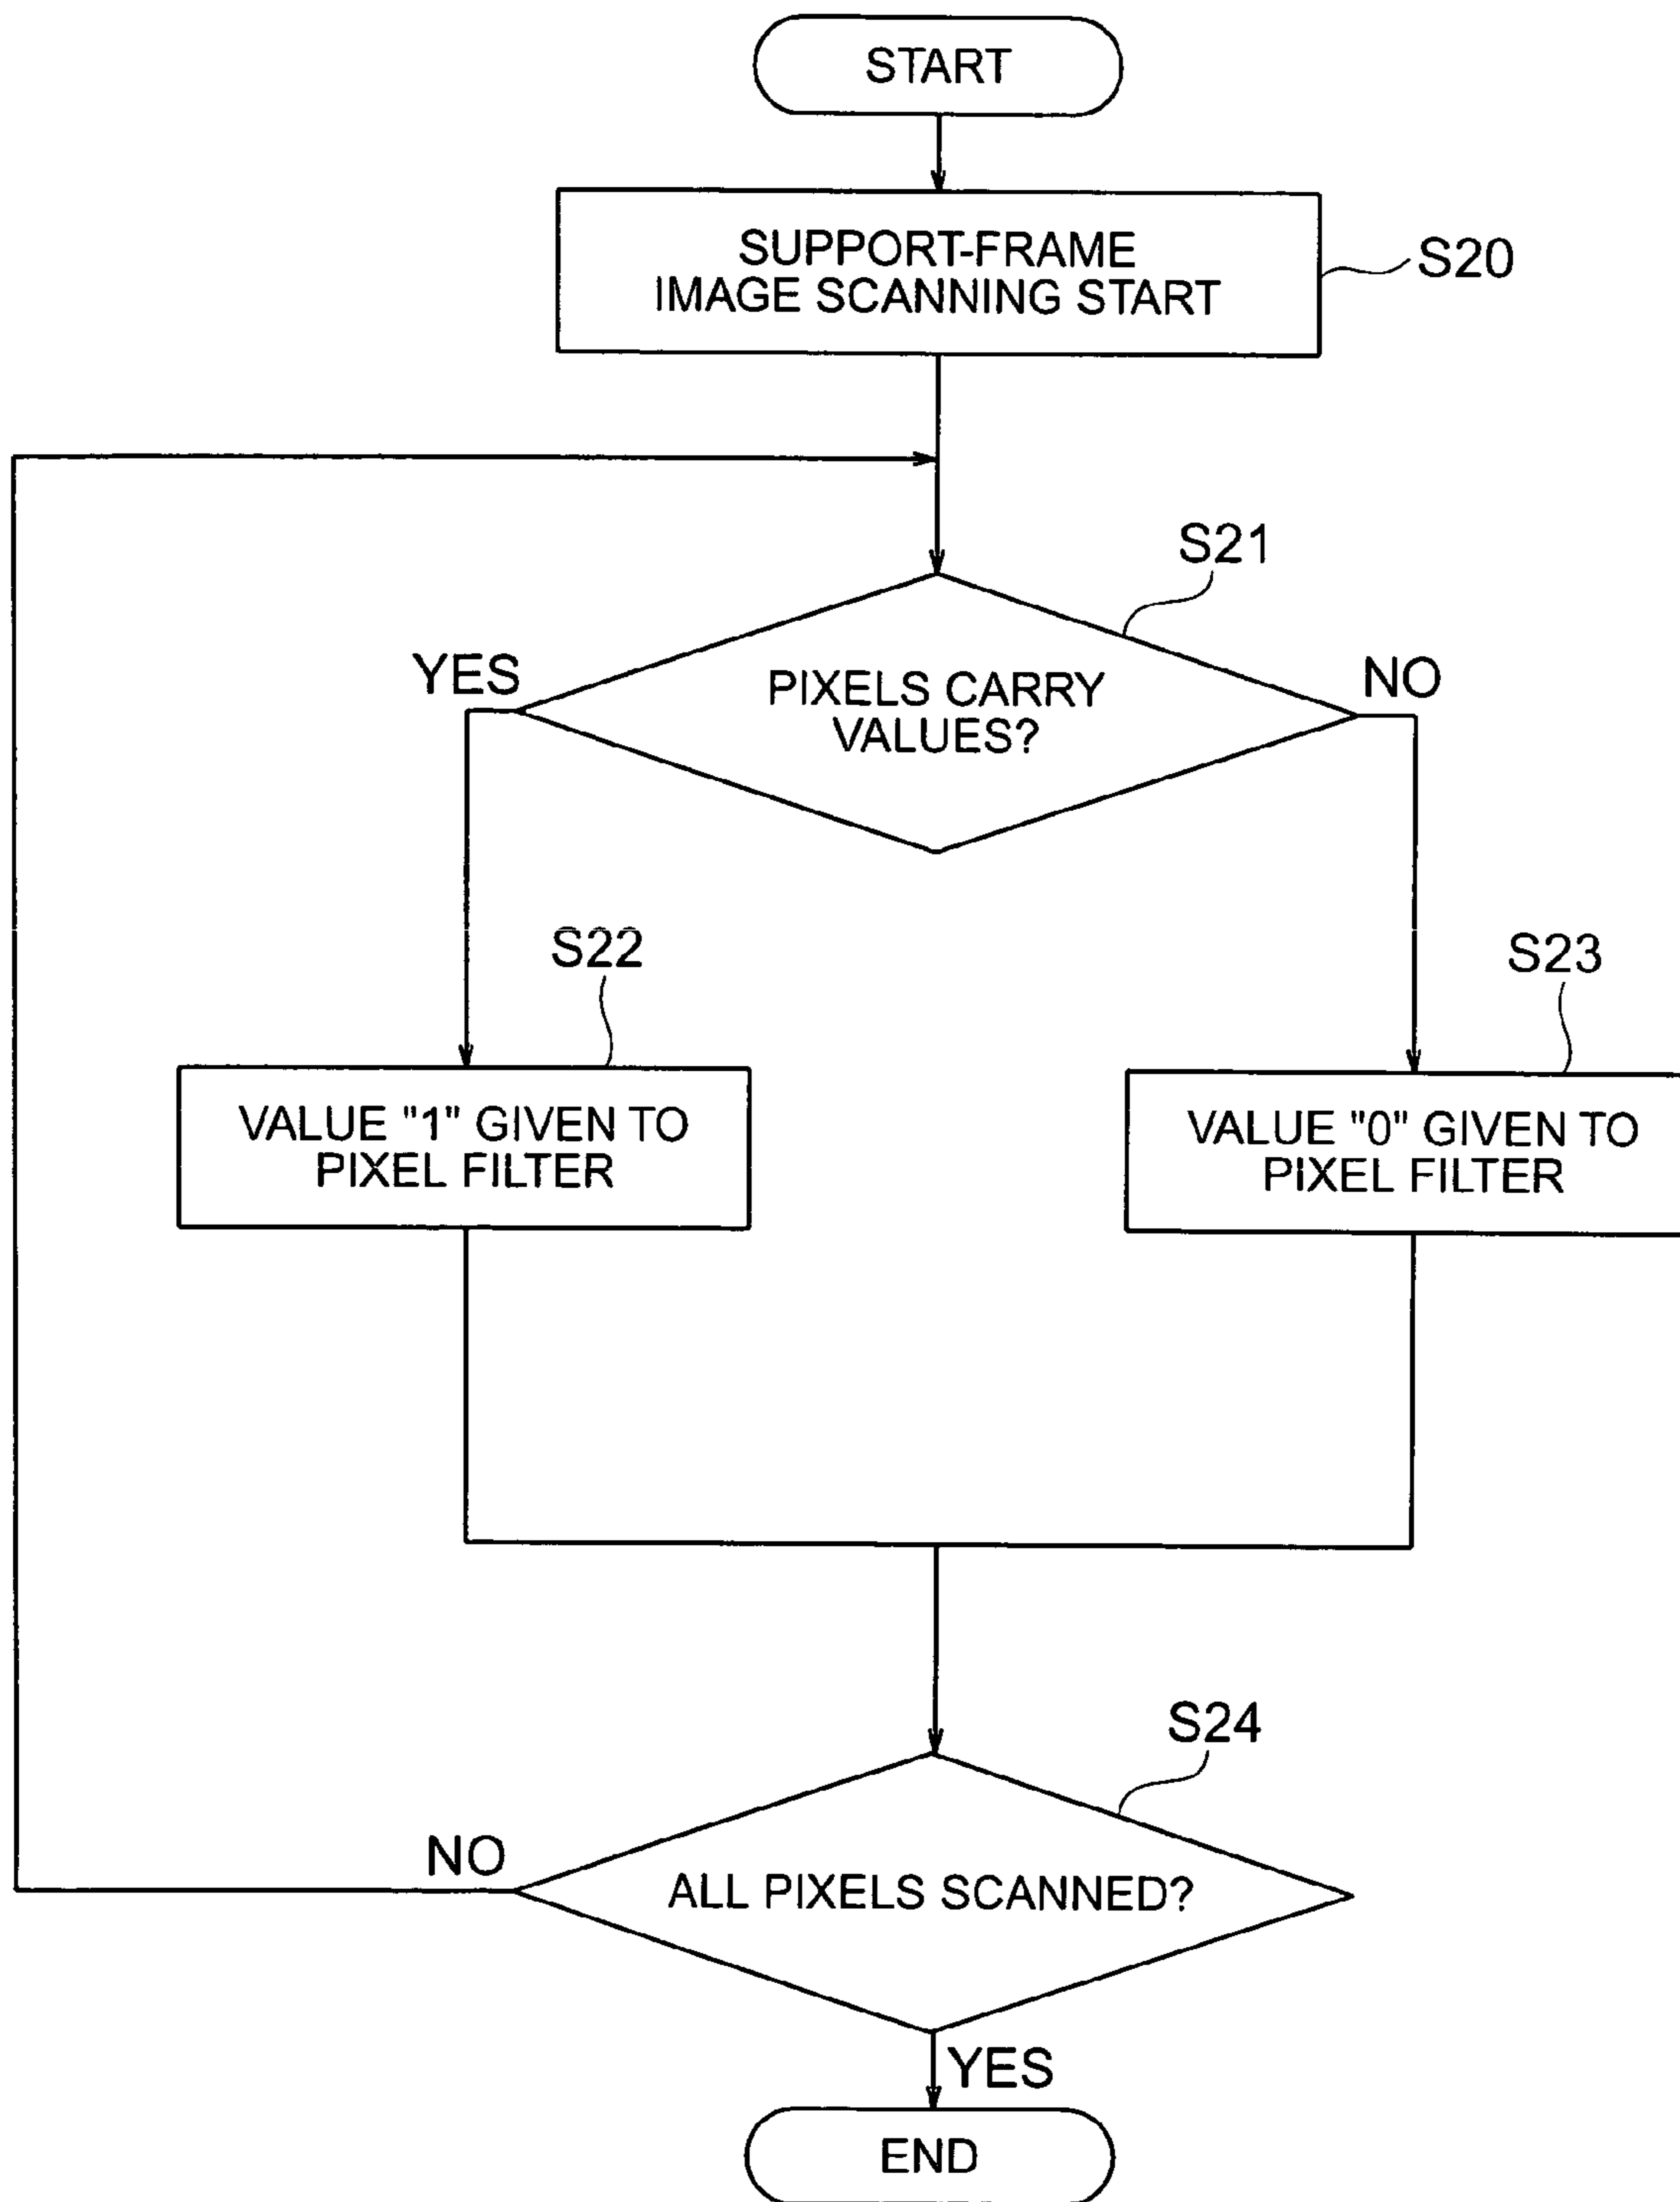 START
SUPPORT-FRAME
IMAGE SCANNING START
S20
S21
YES
PIXELS CARRY
VALUES?
NO
S22
S23
VALUE "1" GIVEN TO
PIXEL FILTER
VALUE "0" GIVEN TO
PIXEL FILTER
S24
NO
ALL PIXELS SCANNED?
YES
END